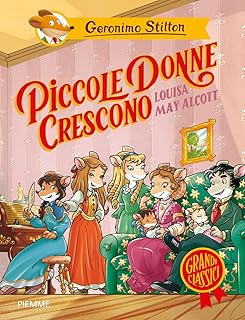 Geronimo Stilton
PICCOLE DONNE
CRESCONO
LOUISA
MAY ALCOTT
GRANDI
CLASSICI
PIEMME